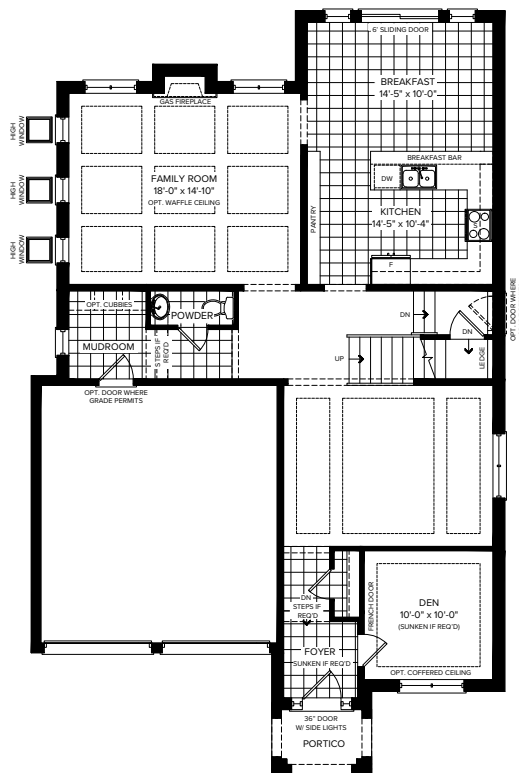 6' SLIDING DOOR
BREAKFAST
14'-5" x 10'-0"
GAS FIREPLACE
HIGH
WINDOW
BREAKFAST BAR
DW
FAMILY ROOM
18'-0" x 14'-10"
OPT. WAFFLE CEILING
HIGH
WINDOW
PANTRY
KITCHEN
14'-5" x 10'-4"
S
HIGH
WINDOW
F
OPT. CUBBIES
POWDER
DN
OPT. DOOR WHERE
MUDROOM
STEPS IF
REQ'D
DN
UP
LEDGE
OPT. DOOR WHERE
GRADE PERMITS
DN
STEPS IF
REQ'D
FRENCH DOOR
DEN
10'-0" x 10'-0"
(SUNKEN IF REQ'D)
FOYER
(SUNKEN IF REQ'D)
OPT. COFFERED CEILING
36" DOOR
W/ SIDE LIGHTS
PORTICO